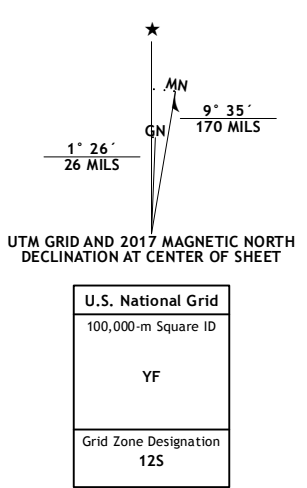 MN
GN
9° 35´
170 MILS
1° 26´
26 MILS
UTM GRID AND 2017 MAGNETIC NORTH
DECLINATION AT CENTER OF SHEET
U.S. National Grid
100,000-m Square ID
YF
Grid Zone Designation
12S